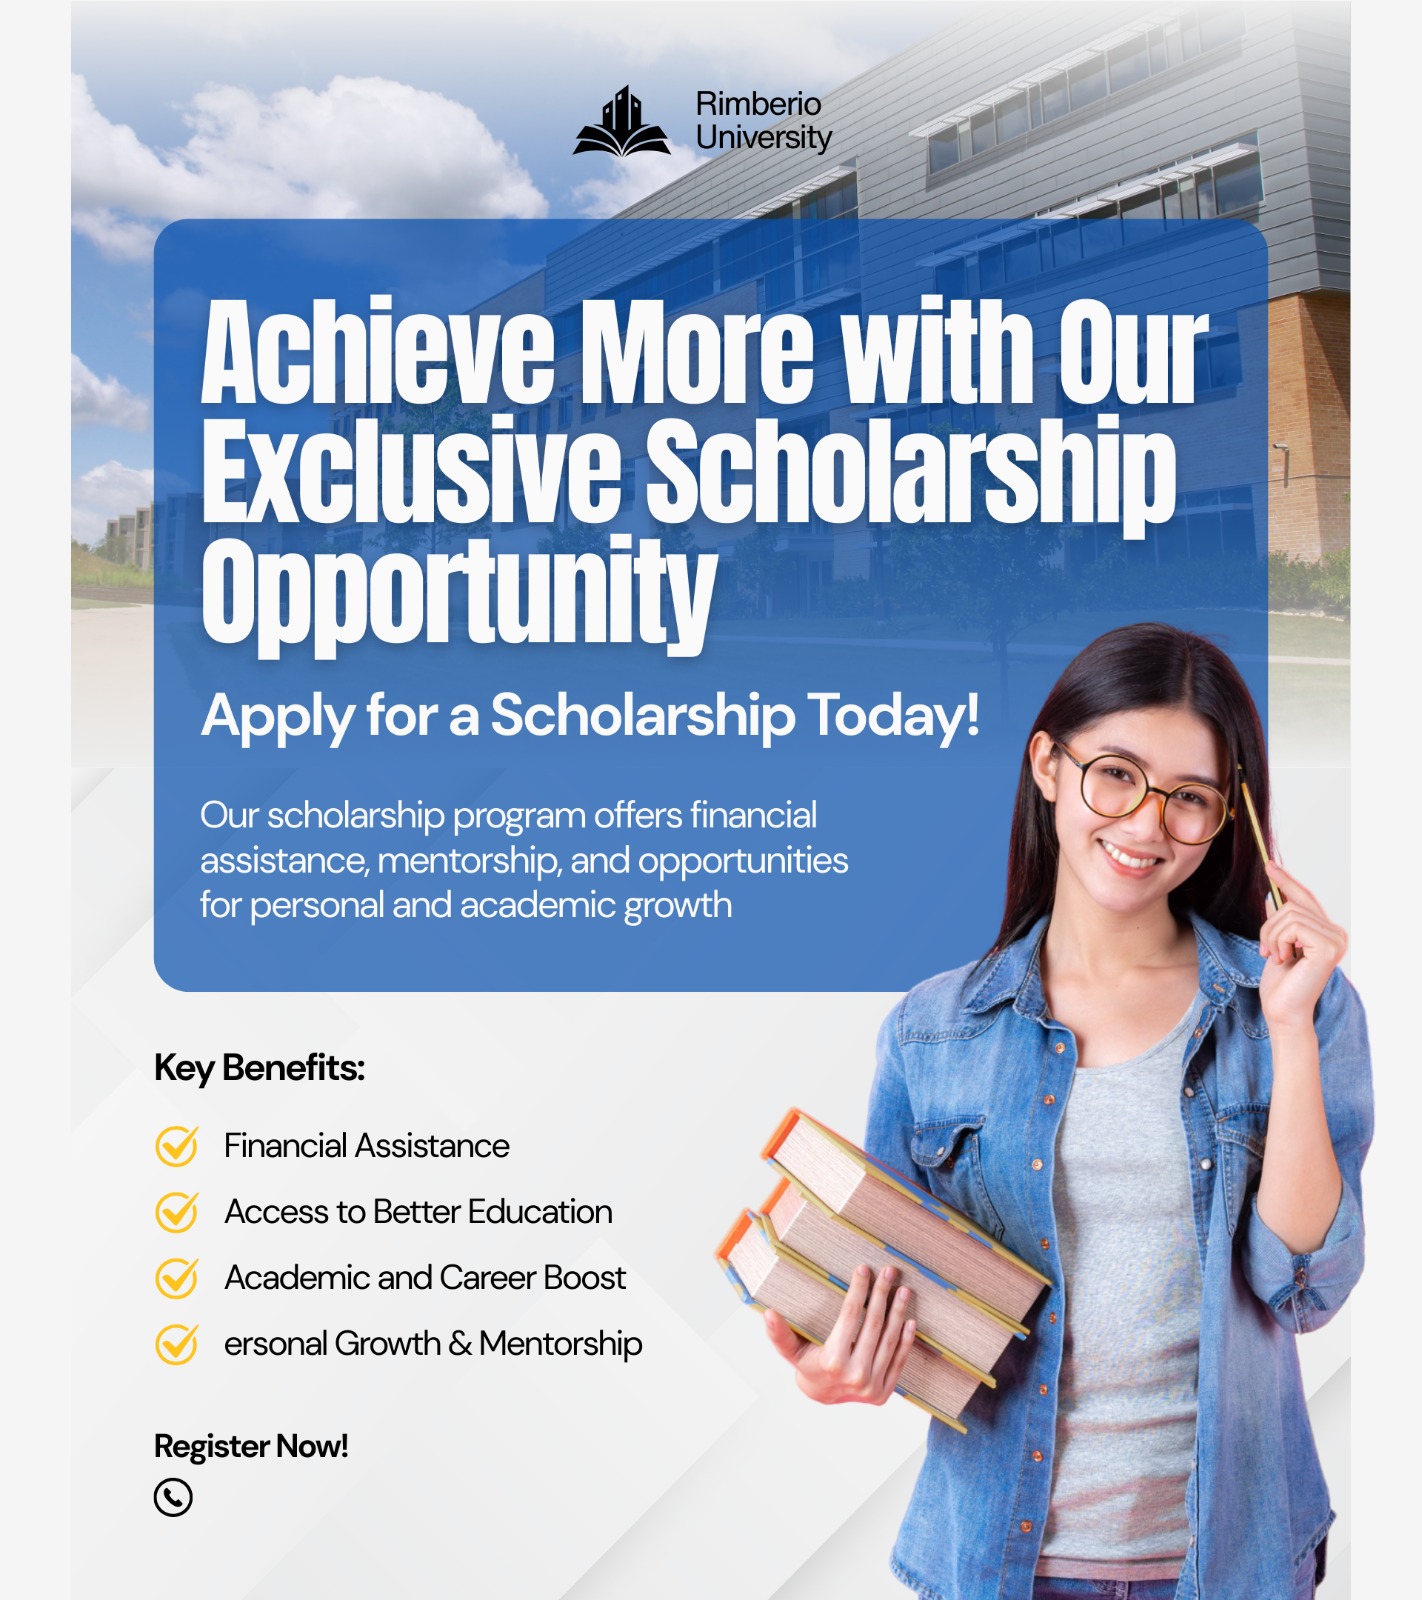 Rimberio
University
Achieve More with Our
Exclusive Scholarship
Opportunity
Apply for a Scholarship Today!
Our scholarship program offers financial
assistance, mentorship, and opportunities
for personal and academic growth
Key Benefits:
Financial Assistance
Access to Better Education
Academic and Career Boost
ersonal Growth & Mentorship
Register Now!